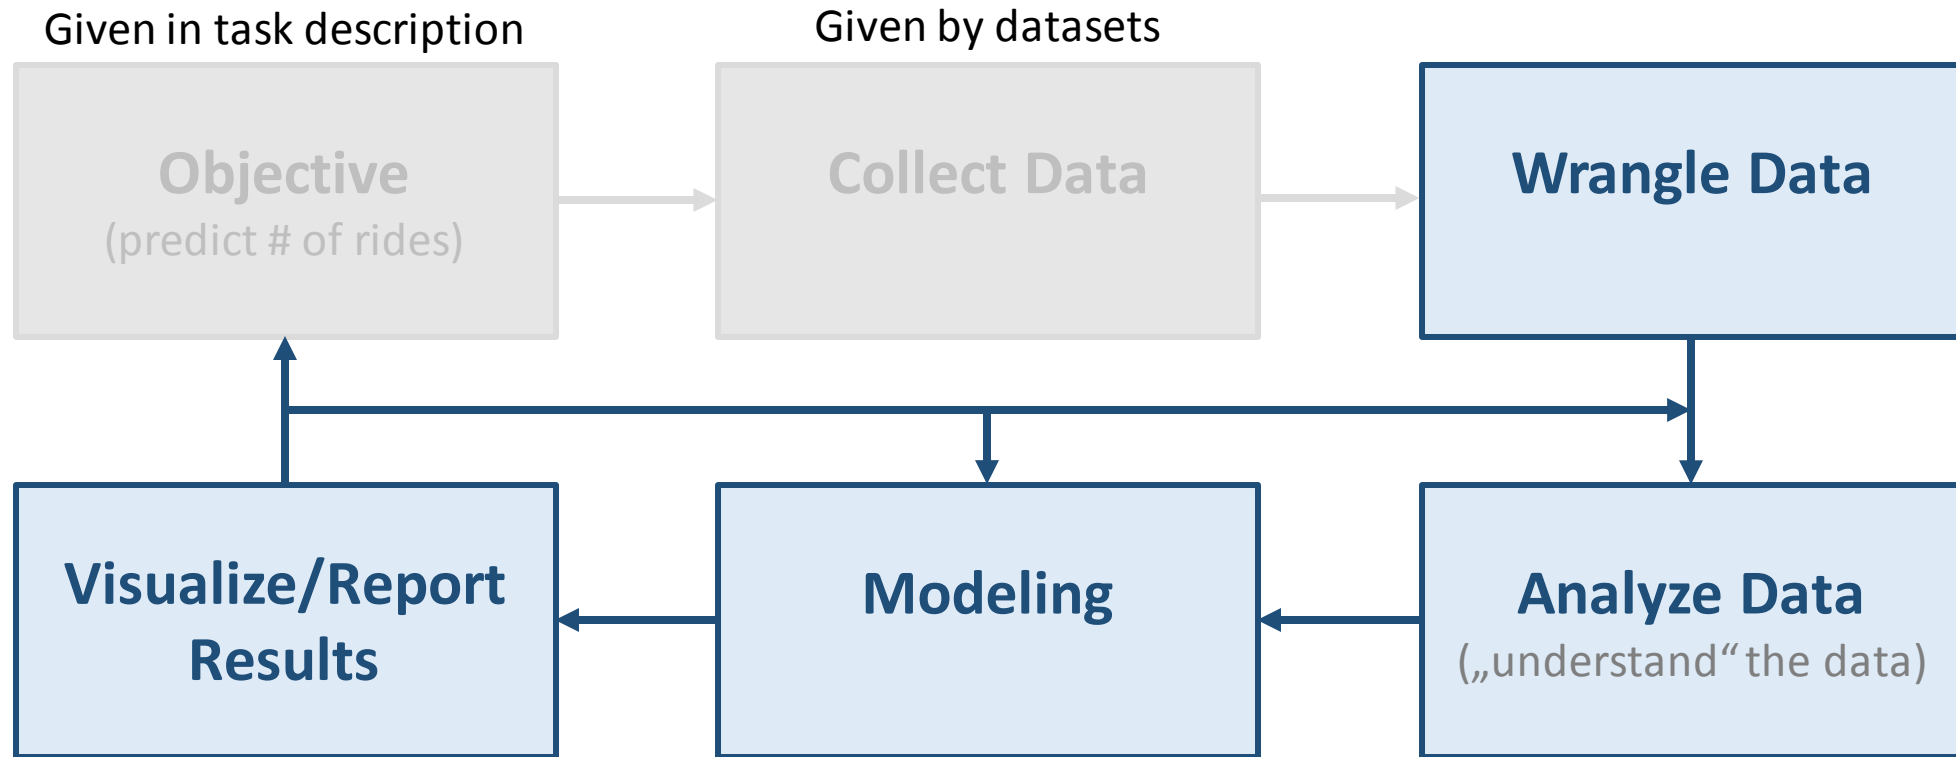 Given in task description
Given by datasets
Objective
(predict # of rides)
Collect Data
Wrangle Data
Visualize/Report
Results
Modeling
Analyze Data
(„understand“ the data)